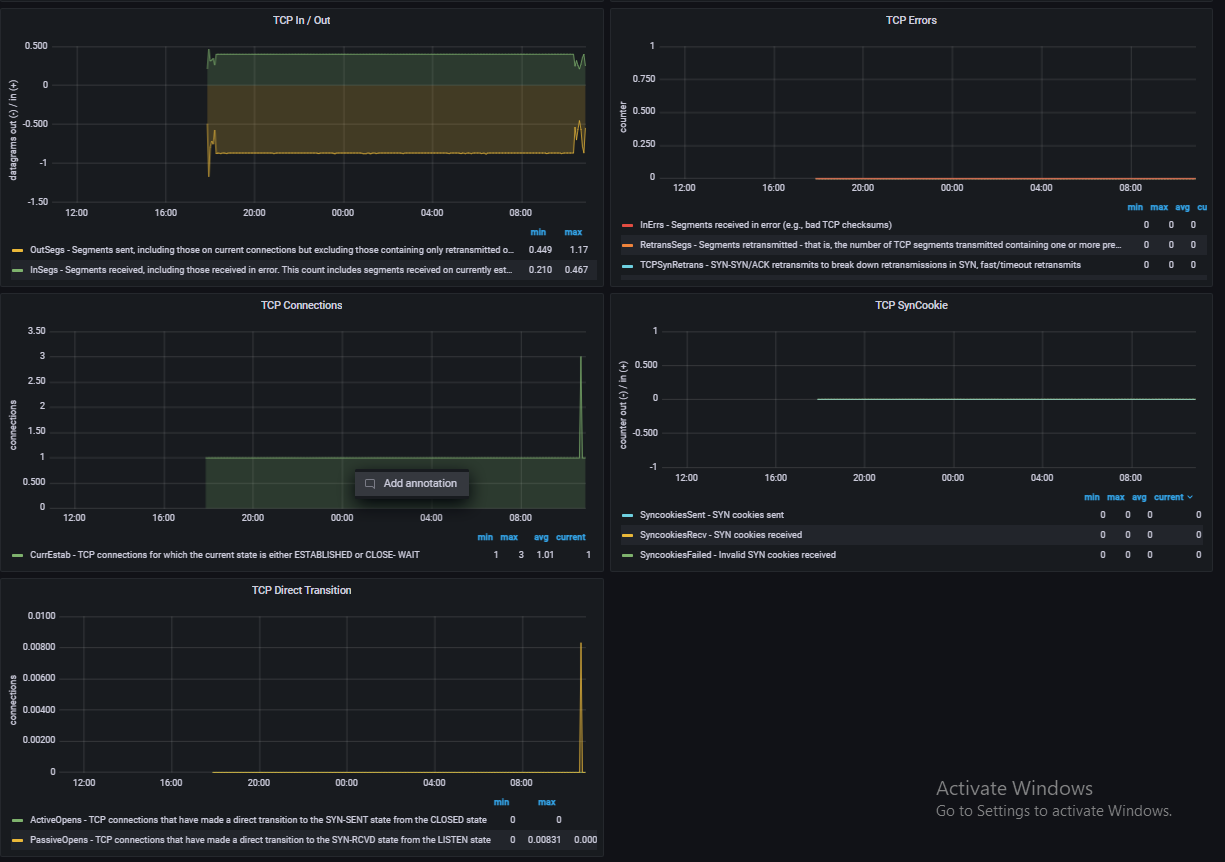 TCP In / Out
0.500
0
-0.500
-1
-1.50
datagrams out (-) / in (+)
12:00 16:00 20:00 00:00 04:00 08:00
min max
OutSegs - Segments sent, including those on current connections but excluding those containing only retransmitted o... 0.449 1.17
InSegs - Segments received, including those received in error. This count includes segments received on currently est... 0.210 0.467
TCP Errors
1
0.750
0.500
0.250
0
counter
12:00 16:00 20:00 00:00 04:00 08:00
min max avg cu
InErrs - Segments received in error (e.g., bad TCP checksums) 0 0 0
RetransSegs - Segments retransmitted - that is, the number of TCP segments transmitted containing one or more pre... 0 0 0
TCPSynRetrans - SYN-SYN/ACK retransmits to break down retransmissions in SYN, fast/timeout retransmits 0 0 0
TCP Connections
3.50
3
2.50
2
1.50
1
0.500
0
connections
Add annotation
12:00 16:00 20:00 00:00 04:00 08:00
min max avg current
CurrEstab - TCP connections for which the current state is either ESTABLISHED or CLOSE- WAIT 1 3 1.01 1
TCP SynCookie
1
0.500
0
-0.500
-1
counter out (-) / in (+)
12:00 16:00 20:00 00:00 04:00 08:00
min max avg current
SyncookiesSent - SYN cookies sent 0 0 0 0
SyncookiesRecv - SYN cookies received 0 0 0 0
SyncookiesFailed - Invalid SYN cookies received 0 0 0 0
TCP Direct Transition
0.0100
0.00800
0.00600
0.00400
0.00200
0
connections
12:00 16:00 20:00 00:00 04:00 08:00
min max
ActiveOpens - TCP connections that have made a direct transition to the SYN-SENT state from the CLOSED state 0 0
PassiveOpens - TCP connections that have made a direct transition to the SYN-RCVD state from the LISTEN state 0 0.00831 0.000
Activate Windows
Go to Settings to activate Windows.